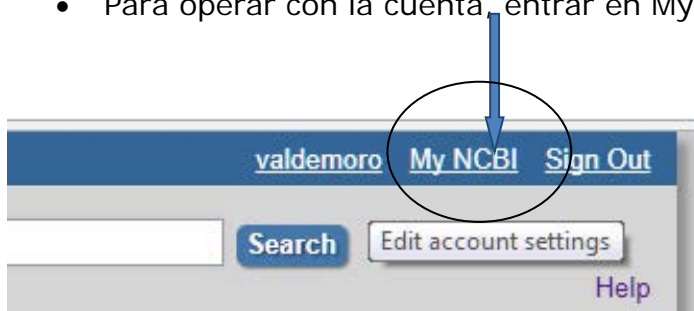 • Para operar con la cuenta, entrar en My
valdemoro My NCBI Sign Out
Search Edit account settings
Help